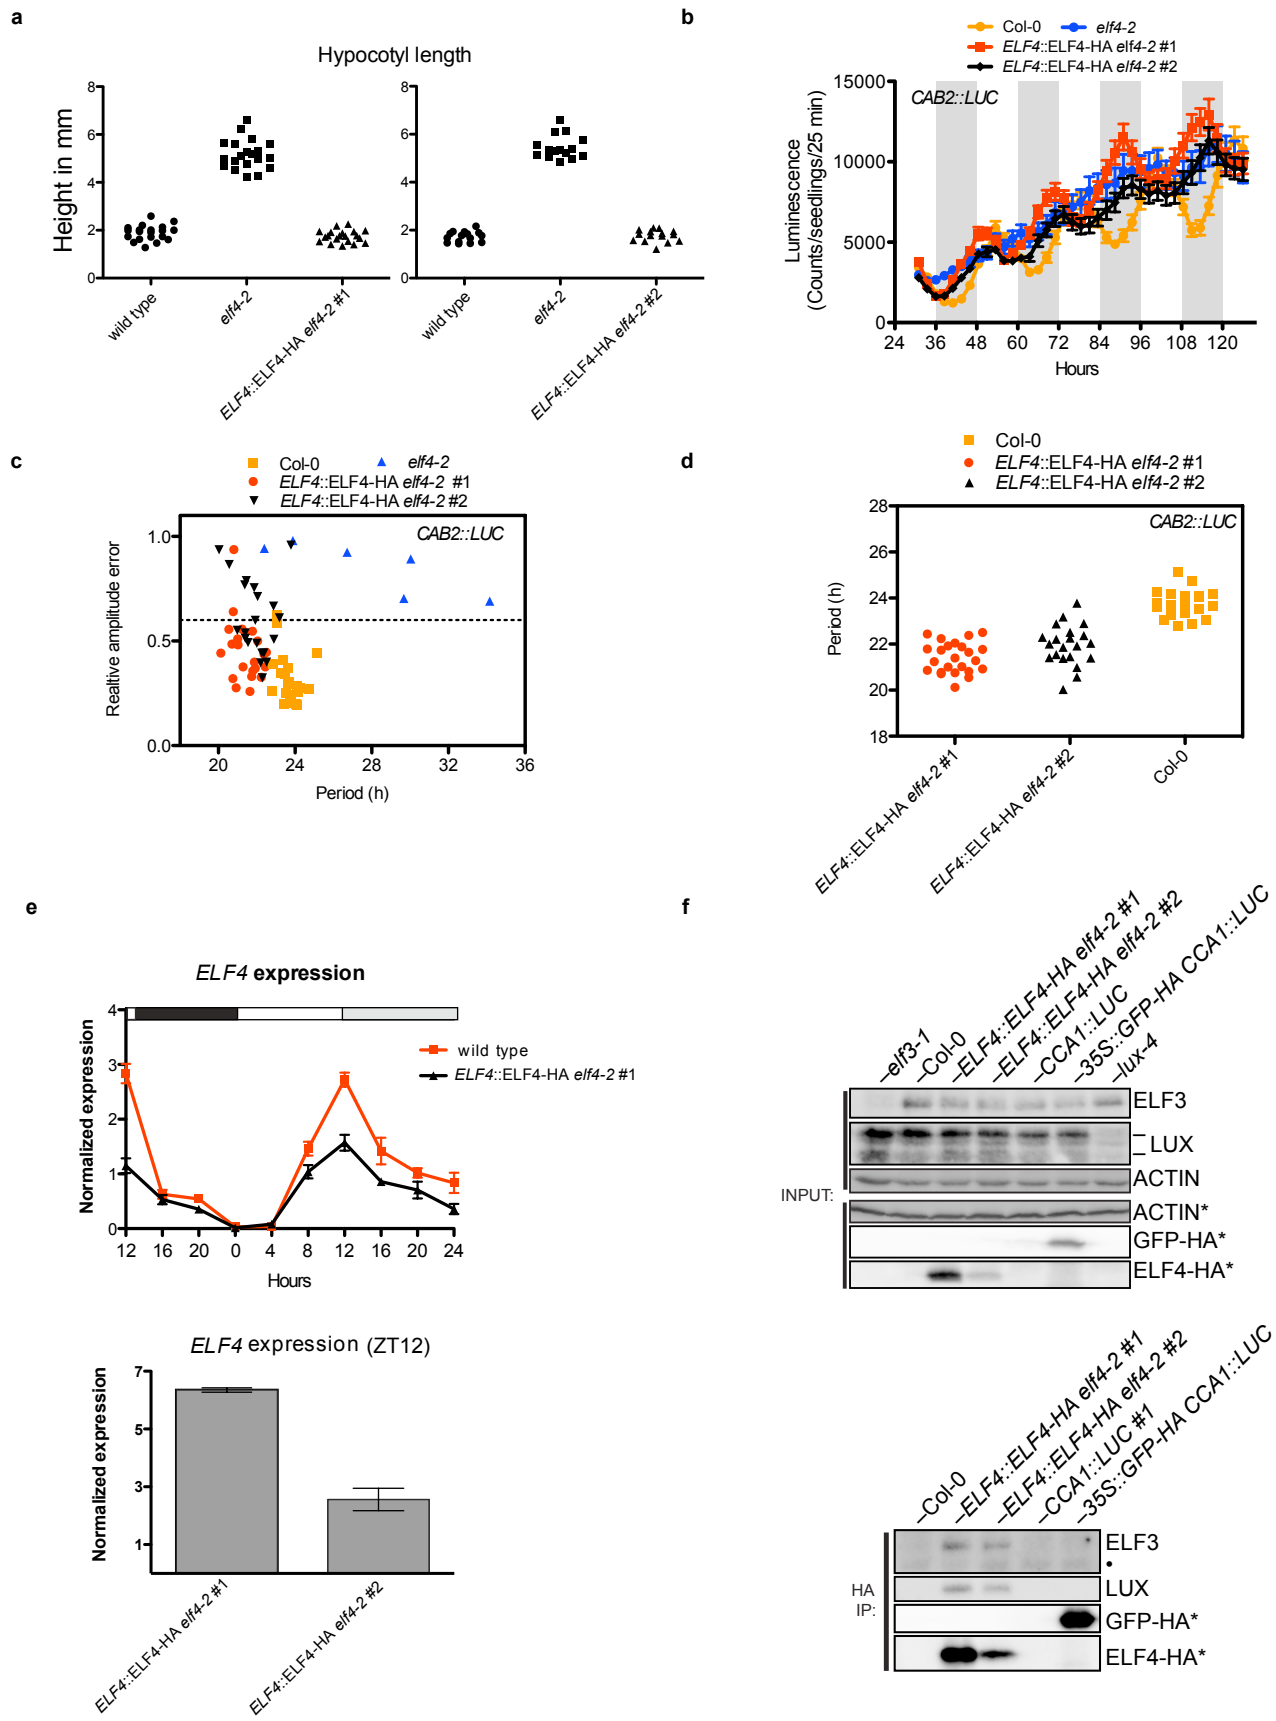 a
Hypocotyl length
Height in mm
8
6
4
2
0
wild type
elf4-2
ELF4::ELF4-HA elf4-2 #1
8
6
4
2
0
wild type
elf4-2
ELF4::ELF4-HA elf4-2 #2
b
Col-0
elf4-2
ELF4::ELF4-HA elf4-2 #1
ELF4::ELF4-HA elf4-2 #2
CAB2::LUC
Luminescence
(Counts/seedlings/25 min)
15000
10000
5000
0
24 36 48 60 72 84 96 108 120
Hours
c
Col-0
elf4-2
ELF4::ELF4-HA elf4-2 #1
ELF4::ELF4-HA elf4-2 #2
CAB2::LUC
Realtive amplitude error
1.0
0.5
0.0
20 24 28 32 36
Period (h)
d
Col-0
ELF4::ELF4-HA elf4-2 #1
ELF4::ELF4-HA elf4-2 #2
CAB2::LUC
Period (h)
28
26
24
22
20
18
ELF4::ELF4-HA elf4-2 #1
ELF4::ELF4-HA elf4-2 #2
Col-0
e
ELF4 expression
Normalized expression
4
3
2
1
0
wild type
ELF4::ELF4-HA elf4-2 #1
12 16 20 0 4 8 12 16 20 24
Hours
ELF4 expression (ZT12)
Normalized expression
7
5
3
1
ELF4::ELF4-HA elf4-2 #1
ELF4::ELF4-HA elf4-2 #2
f
–elf3-1
–Col-0
–ELF4::ELF4-HA elf4-2 #1
–ELF4::ELF4-HA elf4-2 #2
–CCA1::LUC
–35S::GFP-HA CCA1::LUC
–lux-4
INPUT:
ELF3
LUX
ACTIN
ACTIN*
GFP-HA*
ELF4-HA*
–Col-0
–ELF4::ELF4-HA elf4-2 #1
–ELF4::ELF4-HA elf4-2 #2
–CCA1::LUC #1
–35S::GFP-HA CCA1::LUC
HA
IP:
ELF3
•
LUX
GFP-HA*
ELF4-HA*